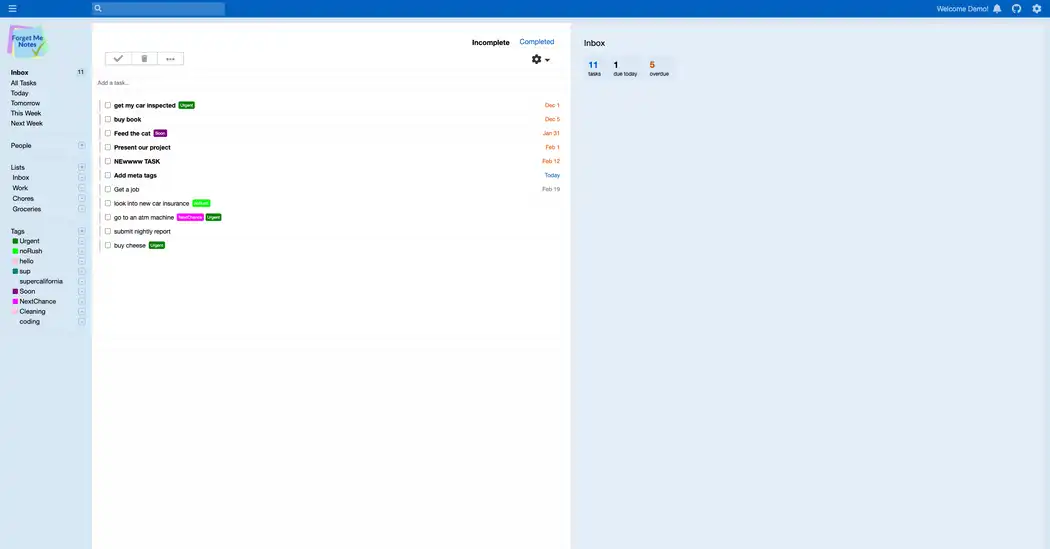 Welcome Demo!
Forget Me
Notes
Inbox 11
All Tasks
Today
Tomorrow
This Week
Next Week
People
Lists
Inbox
Work
Chores
Groceries
Tags
Urgent
noRush
hello
sup
supercalifornia
Soon
NextChance
Cleaning
coding
Incomplete Completed
Add a task...
get my car inspected Urgent Dec 1
buy book Dec 5
Feed the cat Soon Jan 31
Present our project Feb 1
NEwwww TASK Feb 12
Add meta tags Today
Get a job Feb 19
look into new car insurance noRush
go to an atm machine NextChance Urgent
submit nightly report
buy cheese Urgent
Inbox
11 1 5
tasks due today overdue